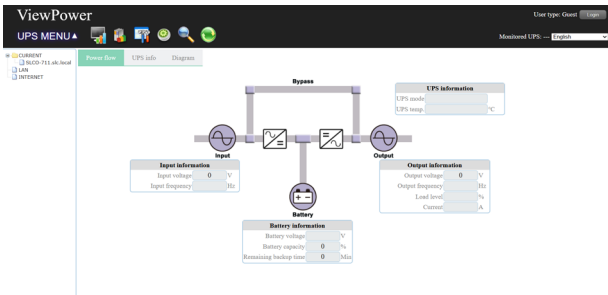 ViewPower
User type: Guest Login
UPS MENU▲
Monitored UPS: --- English
CURRENT
SLCO-711.slc.local
LAN
INTERNET
Power flow UPS info Diagram
Bypass
UPS information
UPS mode
UPS temp. °C
Input
Output
Input information
Input voltage 0 V
Input frequency Hz
Output information
Output voltage 0 V
Output frequency Hz
Load level %
Current A
Battery
Battery information
Battery voltage V
Battery capacity 0 %
Remaining backup time 0 Min